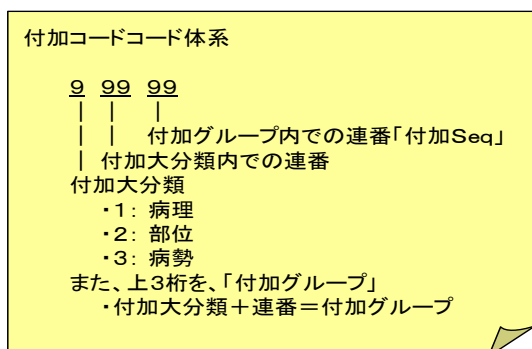 付加コードコード体系
9 99 99
| | |
| | 付加グループ内での連番「付加Seq」
| 付加大分類内での連番
付加大分類
・1: 病理
・2: 部位
・3: 病勢
また、上3桁を、「付加グループ」
・付加大分類+連番=付加グループ